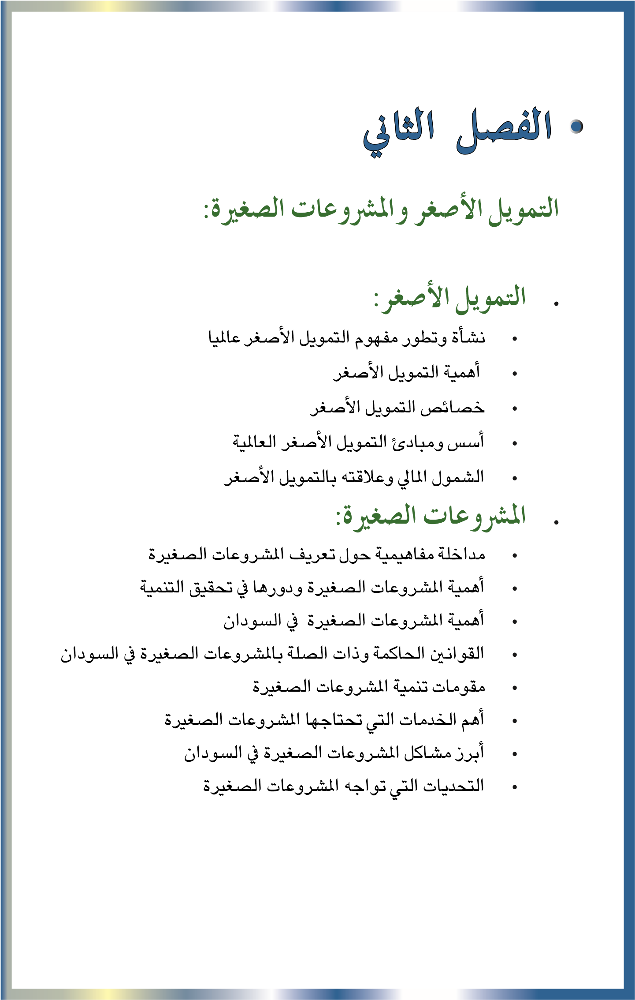 • الفصل الثاني
التمويل الأصغر والمشروعات الصغيرة:
. التمويل الأصغر:
• نشأة وتطور مفهوم التمويل الأصغر عالميا
• أهمية التمويل الأصغر
• خصائص التمويل الأصغر
• أسس ومبادئ التمويل الأصغر العالمية
• الشمول المالي وعلاقته بالتمويل الأصغر
. المشروعات الصغيرة:
• مداخلة مفاهيمية حول تعريف المشروعات الصغيرة
• أهمية المشروعات الصغيرة ودورها في تحقيق التنمية
• أهمية المشروعات الصغيرة في السودان
• القوانين الحاكمة وذات الصلة بالمشروعات الصغيرة في السودان
• مقومات تنمية المشروعات الصغيرة
• أهم الخدمات التي تحتاجها المشروعات الصغيرة
• أبرز مشاكل المشروعات الصغيرة في السودان
• التحديات التي تواجه المشروعات الصغيرة